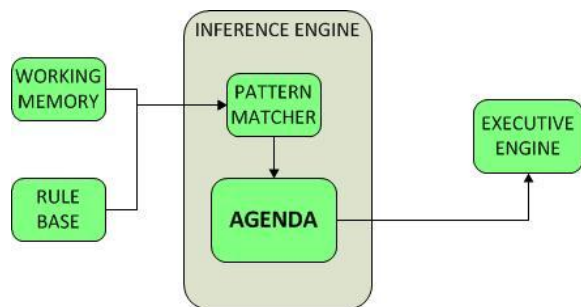 INFERENCE ENGINE
WORKING
MEMORY
PATTERN
MATCHER
EXECUTIVE
ENGINE
RULE
BASE
AGENDA